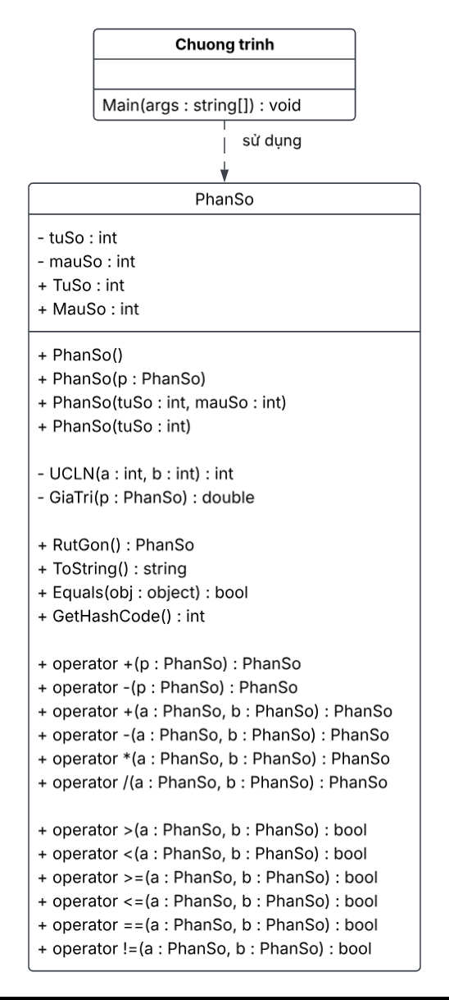 Chuong trinh
Main(args : string[]) : void
sử dụng
PhanSo
- tuSo : int
- mauSo : int
+ TuSo : int
+ MauSo : int
+ PhanSo()
+ PhanSo(p : PhanSo)
+ PhanSo(tuSo : int, mauSo : int)
+ PhanSo(tuSo : int)
- UCLN(a : int, b : int) : int
- GiaTri(p : PhanSo) : double
+ RutGon() : PhanSo
+ ToString() : string
+ Equals(obj : object) : bool
+ GetHashCode() : int
+ operator +(p : PhanSo) : PhanSo
+ operator -(p : PhanSo) : PhanSo
+ operator +(a : PhanSo, b : PhanSo) : PhanSo
+ operator -(a : PhanSo, b : PhanSo) : PhanSo
+ operator *(a : PhanSo, b : PhanSo) : PhanSo
+ operator /(a : PhanSo, b : PhanSo) : PhanSo
+ operator >(a : PhanSo, b : PhanSo) : bool
+ operator <(a : PhanSo, b : PhanSo) : bool
+ operator >=(a : PhanSo, b : PhanSo) : bool
+ operator <=(a : PhanSo, b : PhanSo) : bool
+ operator ==(a : PhanSo, b : PhanSo) : bool
+ operator !=(a : PhanSo, b : PhanSo) : bool